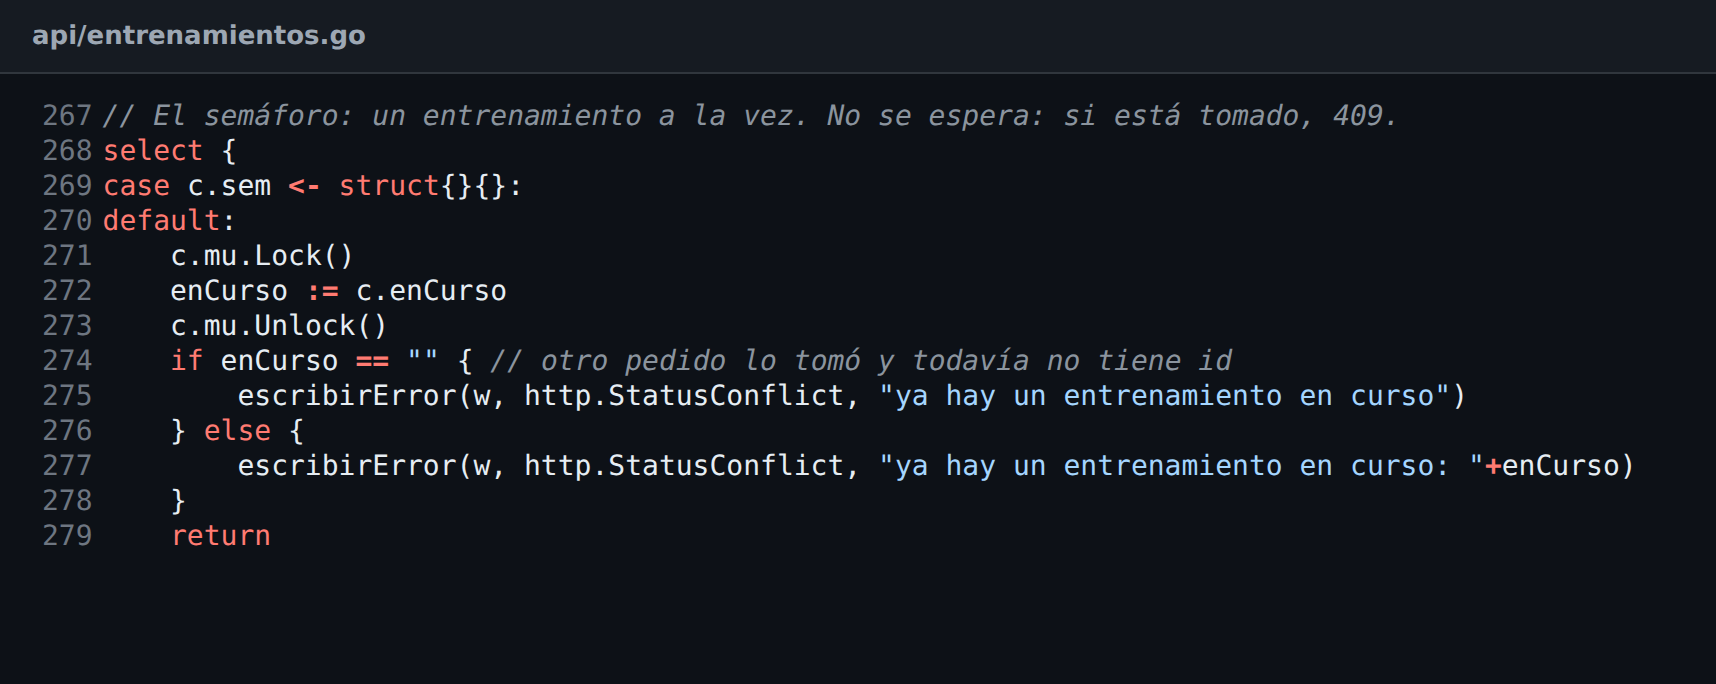 api/entrenamientos.go
267 // El semáforo: un entrenamiento a la vez. No se espera: si está tomado, 409.
268 select {
269 case c.sem <- struct{}{}:
270 default:
271     c.mu.Lock()
272     enCurso := c.enCurso
273     c.mu.Unlock()
274     if enCurso == "" { // otro pedido lo tomó y todavía no tiene id
275         escribirError(w, http.StatusConflict, "ya hay un entrenamiento en curso")
276     } else {
277         escribirError(w, http.StatusConflict, "ya hay un entrenamiento en curso: "+enCurso)
278     }
279     return